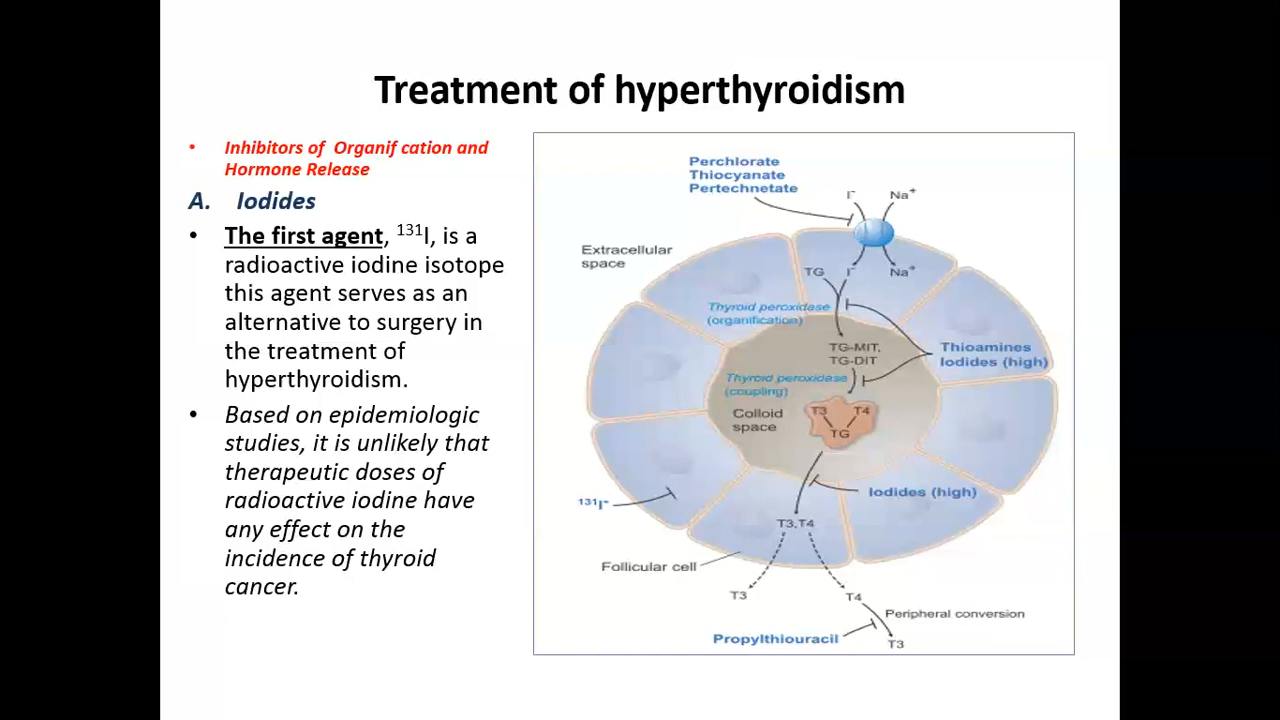 Treatment of hyperthyroidism
• Inhibitors of Organif cation and
Hormone Release
A. Iodides
• The first agent, ¹³¹I, is a
radioactive iodine isotope
this agent serves as an
alternative to surgery in
the treatment of
hyperthyroidism.
• Based on epidemiologic
studies, it is unlikely that
therapeutic doses of
radioactive iodine have
any effect on the
incidence of thyroid
cancer.
Perchlorate
Thiocyanate
Pertechnetate
I⁻ Na⁺
Extracellular
space
TG I⁻ Na⁺
Thyroid peroxidase
(organification)
TG-MIT,
TG-DIT
Thioamines
Iodides (high)
Thyroid peroxidase
(coupling)
Colloid
space
T3 T4
TG
Iodides (high)
¹³¹I⁻
T3,T4
Follicular cell
T3
T4
Peripheral conversion
Propylthiouracil
T3